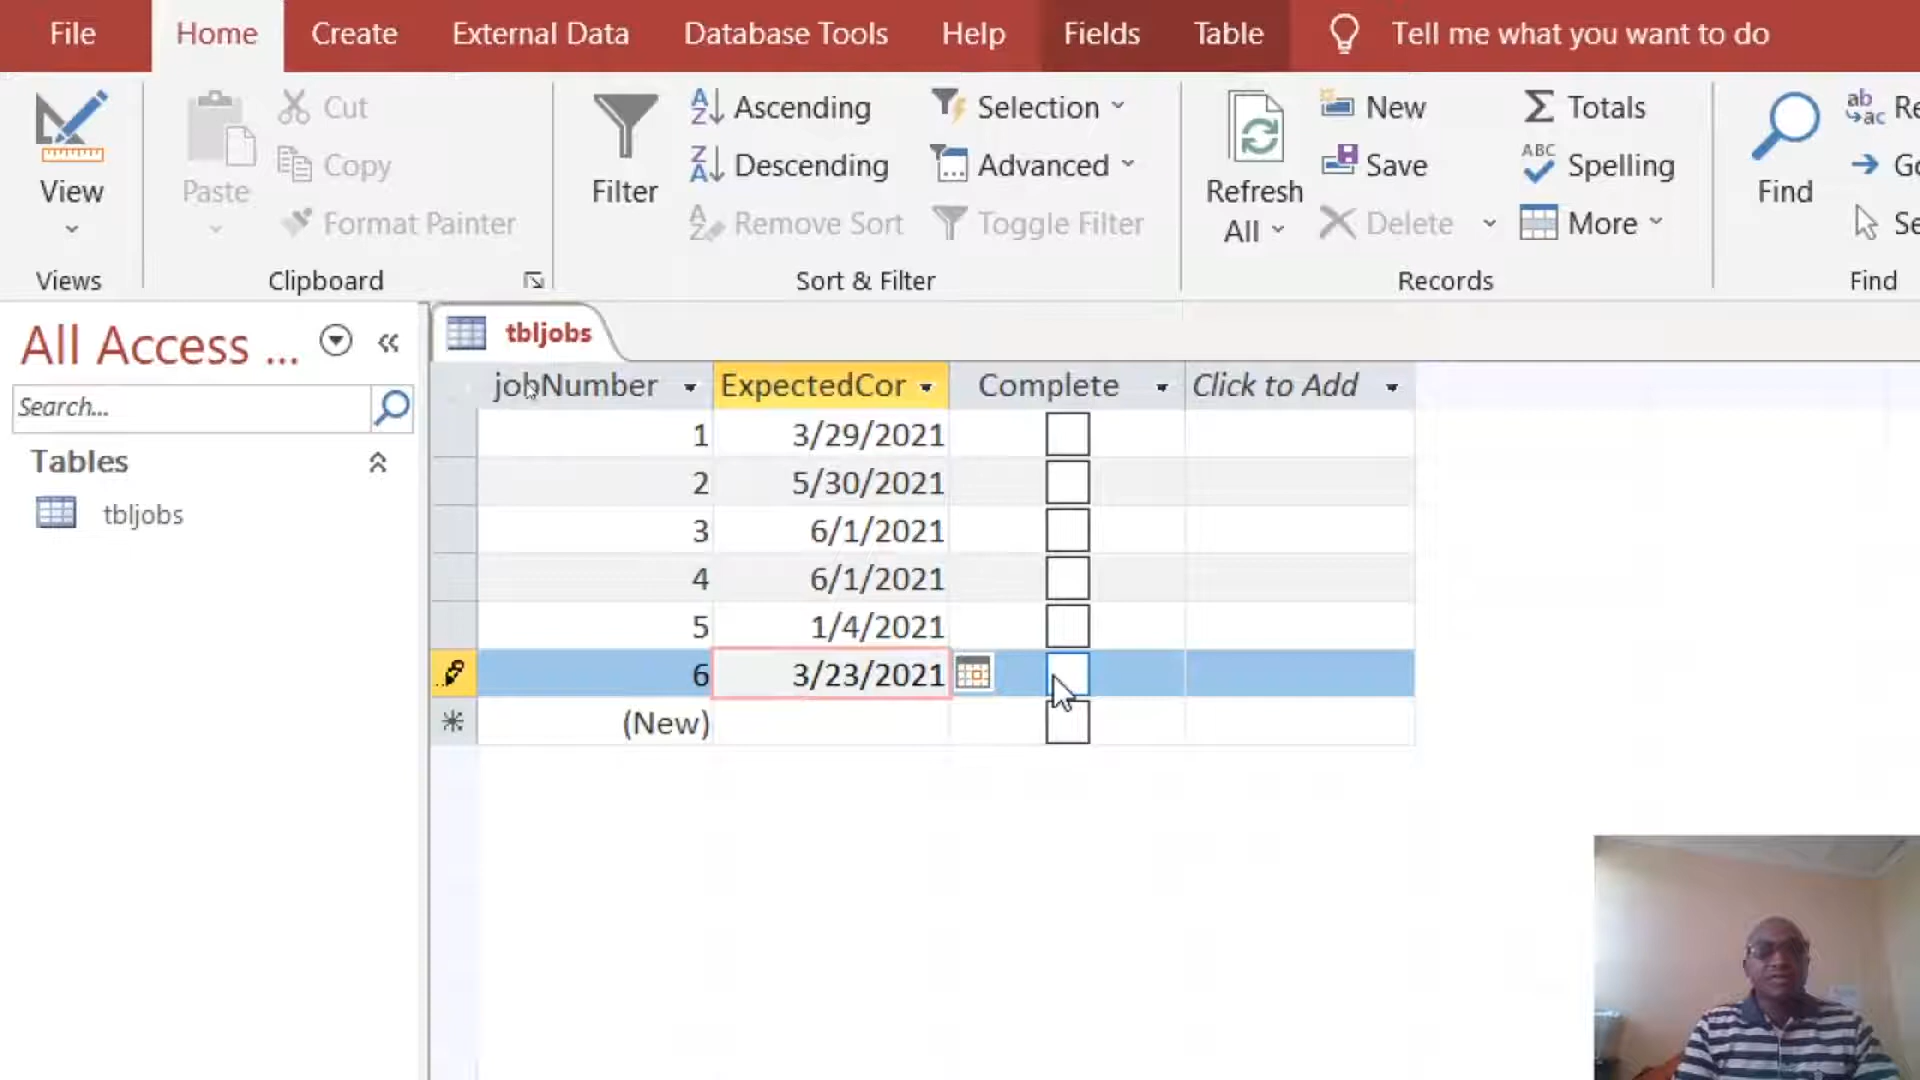 File Home Create External Data Database Tools Help Fields Table Tell me what you want to do
View
Views
Paste
Cut
Copy
Format Painter
Clipboard
Filter
Ascending
Descending
Remove Sort
Selection
Advanced
Toggle Filter
Sort & Filter
Refresh
All
New
Save
Delete
Totals
Spelling
More
Records
Find
Find
All Access ...
Search...
Tables
tbljobs
tbljobs
jobNumber ExpectedCor Complete Click to Add
1 3/29/2021
2 5/30/2021
3 6/1/2021
4 6/1/2021
5 1/4/2021
6 3/23/2021
(New)